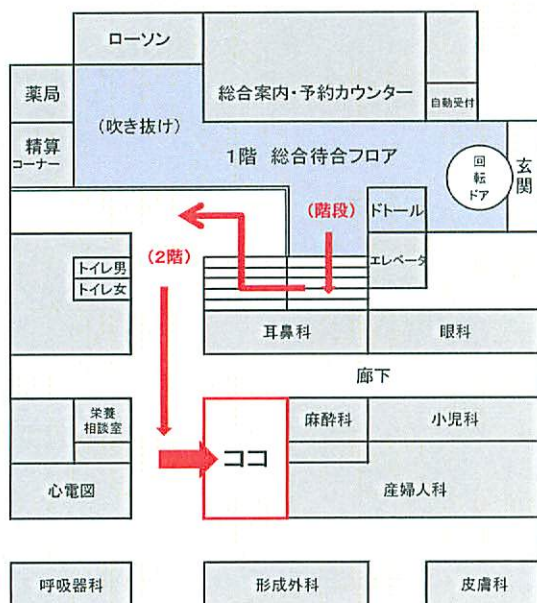 ローソン
薬局
総合案内・予約カウンター
自動受付
(吹き抜け)
精算
コーナー
1階 総合待合フロア
回
転
ド
ア
玄
関
(階段)
ドトール
(2階)
エレベータ
トイレ男
トイレ女
耳鼻科
眼科
廊下
栄養
相談室
麻酔科
小児科
ココ
心電図
産婦人科
呼吸器科
形成外科
皮膚科